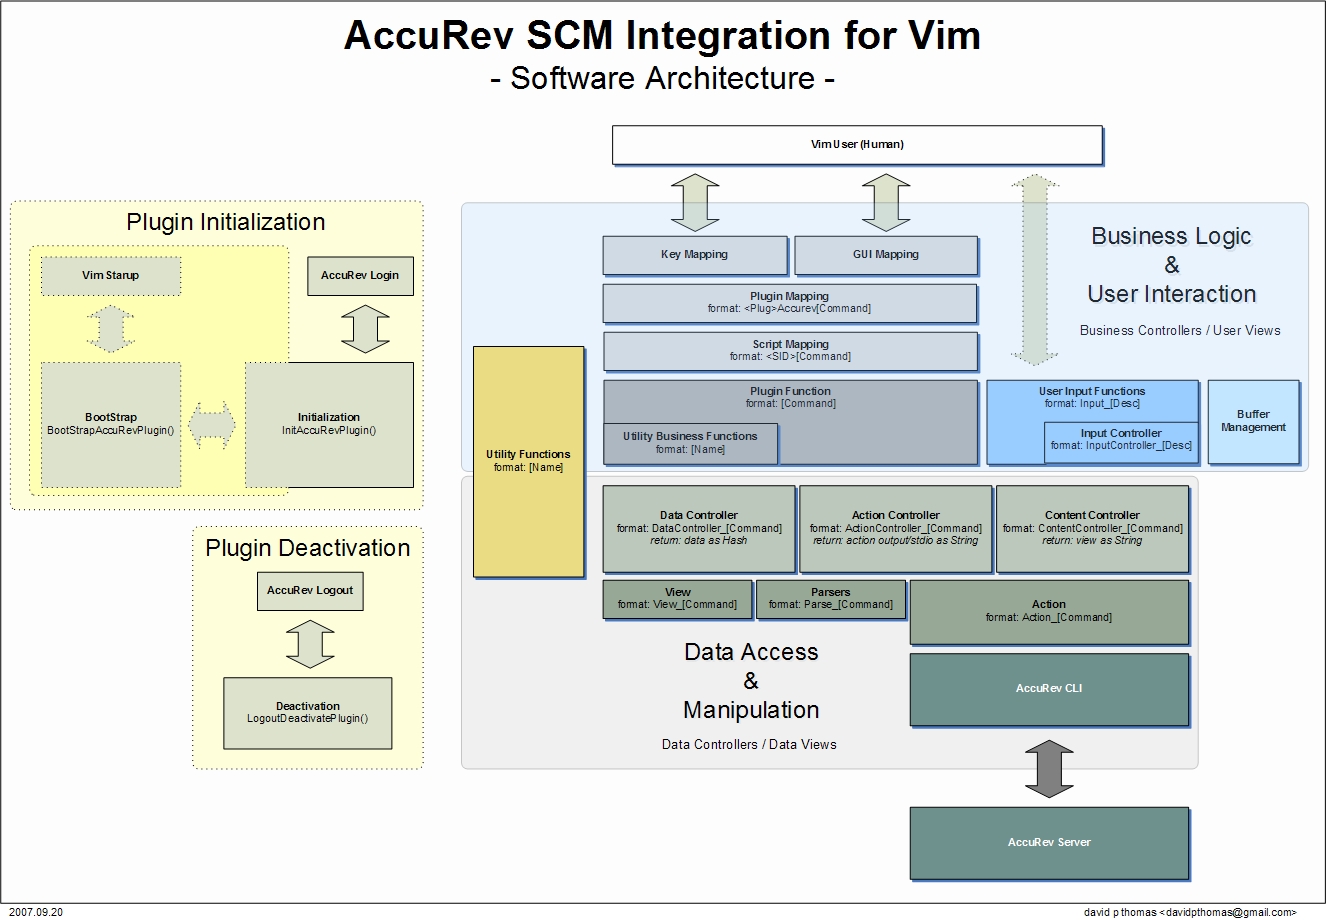 AccuRev SCM Integration for Vim
- Software Architecture -
Vim User (Human)
Plugin Initialization
Vim Starup
AccuRev Login
BootStrap
BootStrapAccuRevPlugin()
Initialization
InitAccuRevPlugin()
Plugin Deactivation
AccuRev Logout
Deactivation
LogoutDeactivatePlugin()
Business Logic
&
User Interaction
Business Controllers / User Views
Key Mapping
GUI Mapping
Plugin Mapping
format: <Plug>Accurev[Command]
Script Mapping
format: <SID>[Command]
Plugin Function
format: [Command]
Utility Business Functions
format: [Name]
User Input Functions
format: Input_[Desc]
Input Controller
format: InputController_[Desc]
Buffer
Management
Utility Functions
format: [Name]
Data Controller
format: DataController_[Command]
return: data as Hash
Action Controller
format: ActionController_[Command]
return: action output/stdio as String
Content Controller
format: ContentController_[Command]
return: view as String
View
format: View_[Command]
Parsers
format: Parse_[Command]
Action
format: Action_[Command]
Data Access
&
Manipulation
Data Controllers / Data Views
AccuRev CLI
AccuRev Server
2007.09.20
david p thomas <davidpthomas@gmail.com>